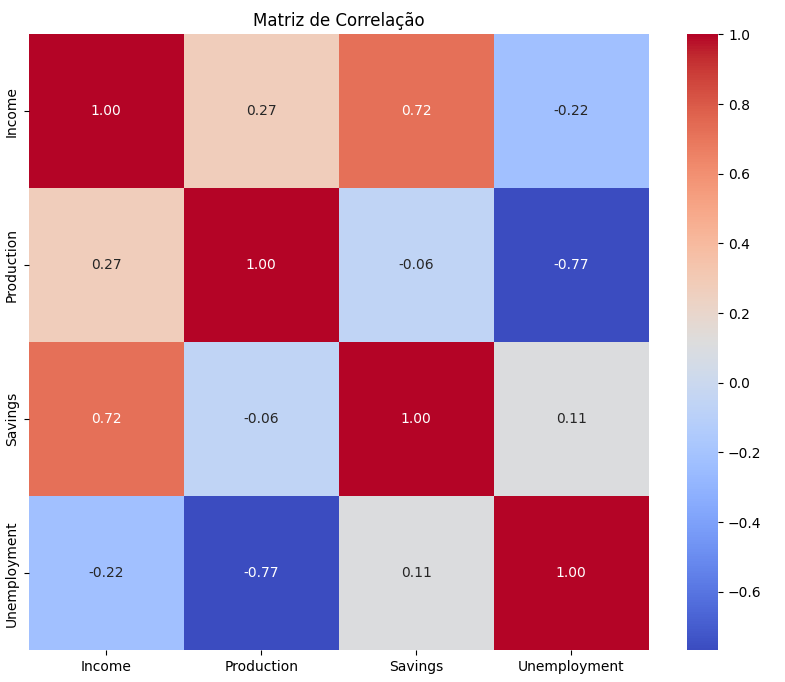 Matriz de Correlação
Income
1.00 0.27 0.72 -0.22
Production
0.27 1.00 -0.06 -0.77
Savings
0.72 -0.06 1.00 0.11
Unemployment
-0.22 -0.77 0.11 1.00
Income Production Savings Unemployment
1.0
0.8
0.6
0.4
0.2
0.0
−0.2
−0.4
−0.6